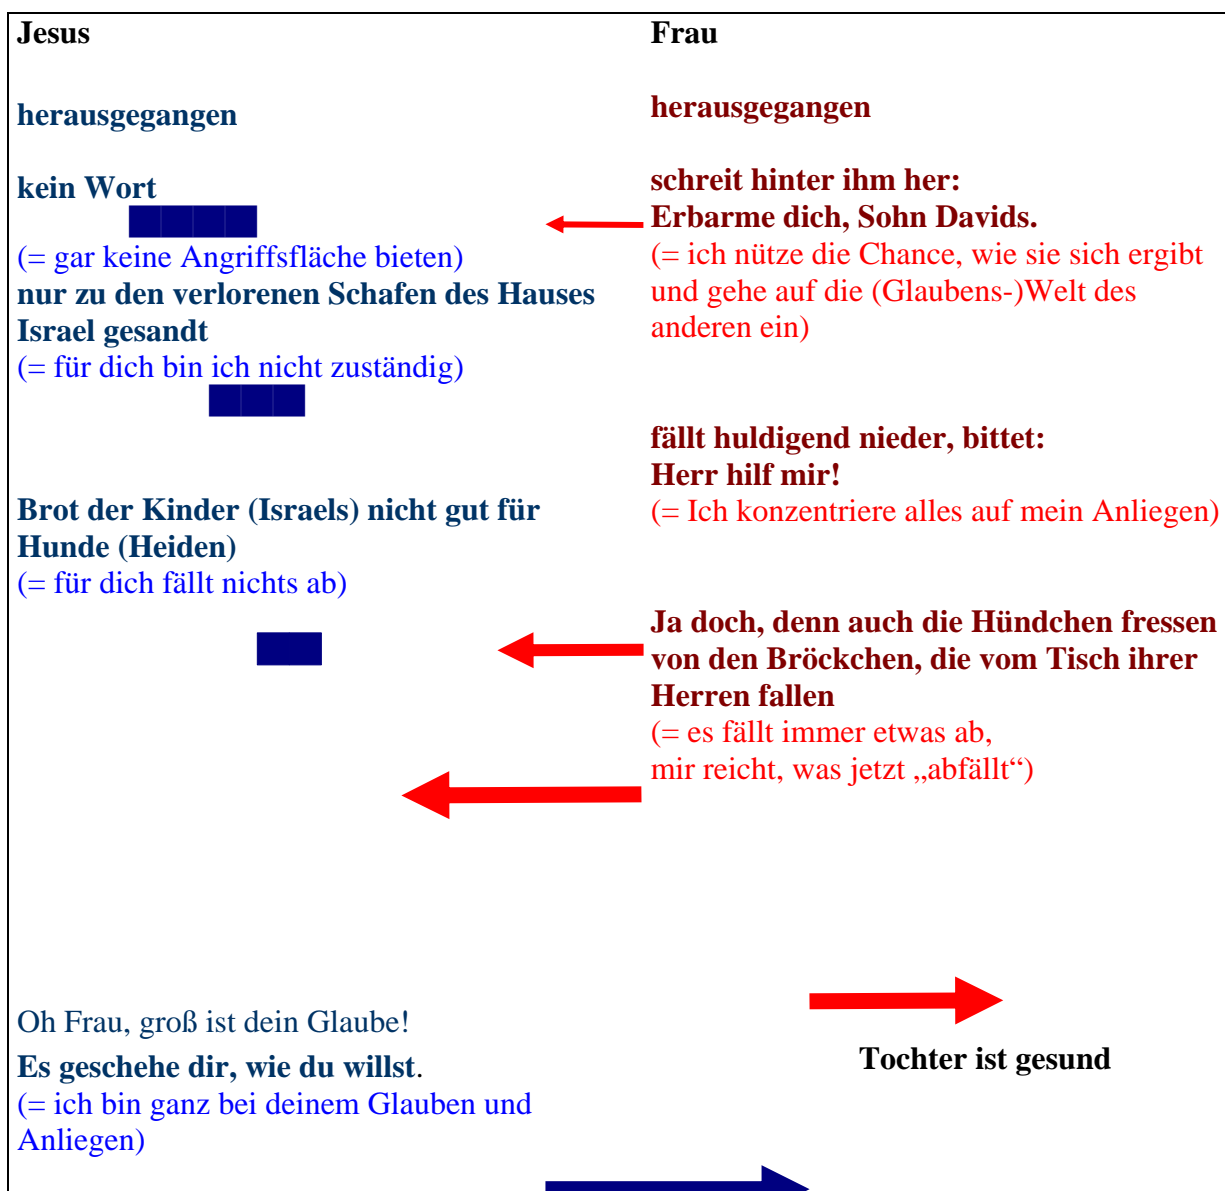 Jesus
herausgegangen
kein Wort
(= gar keine Angriffsfläche bieten)
nur zu den verlorenen Schafen des Hauses
Israel gesandt
(= für dich bin ich nicht zuständig)
Brot der Kinder (Israels) nicht gut für
Hunde (Heiden)
(= für dich fällt nichts ab)
Oh Frau, groß ist dein Glaube!
Es geschehe dir, wie du willst.
(= ich bin ganz bei deinem Glauben und
Anliegen)
Frau
herausgegangen
schreit hinter ihm her:
Erbarme dich, Sohn Davids.
(= ich nütze die Chance, wie sie sich ergibt
und gehe auf die (Glaubens-)Welt des
anderen ein)
fällt huldigend nieder, bittet:
Herr hilf mir!
(= Ich konzentriere alles auf mein Anliegen)
Ja doch, denn auch die Hündchen fressen
von den Bröckchen, die vom Tisch ihrer
Herren fallen
(= es fällt immer etwas ab,
mir reicht, was jetzt „abfällt“)
Tochter ist gesund